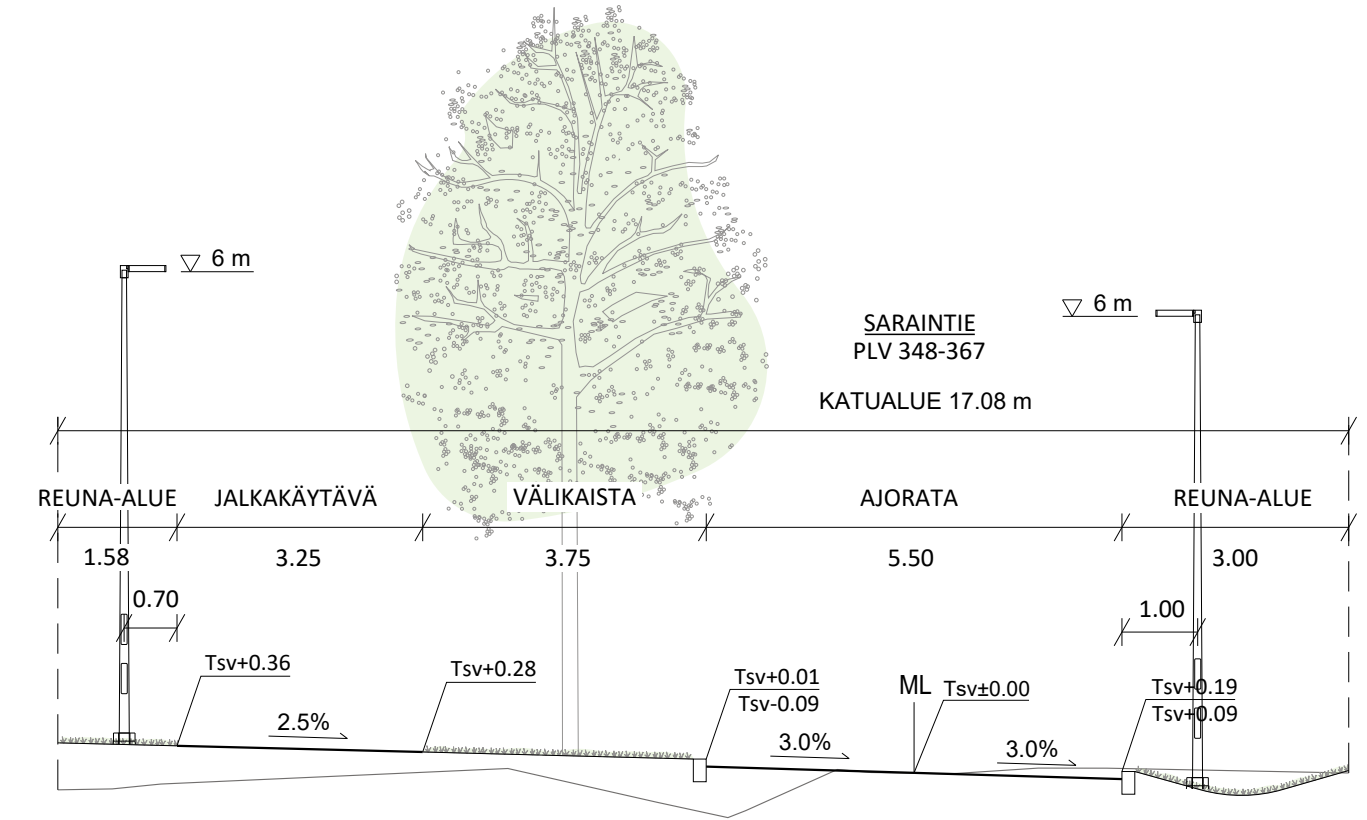 6 m
6 m
SARAINTIE
PLV 348-367
KATUALUE 17.08 m
REUNA-ALUE
JALKAKÄYTÄVÄ
VÄLIKAISTA
AJORATA
REUNA-ALUE
1.58
3.25
3.75
5.50
3.00
0.70
1.00
Tsv+0.36
Tsv+0.28
Tsv+0.01
Tsv-0.09
ML
Tsv±0.00
Tsv+0.19
Tsv+0.09
2.5%
3.0%
3.0%